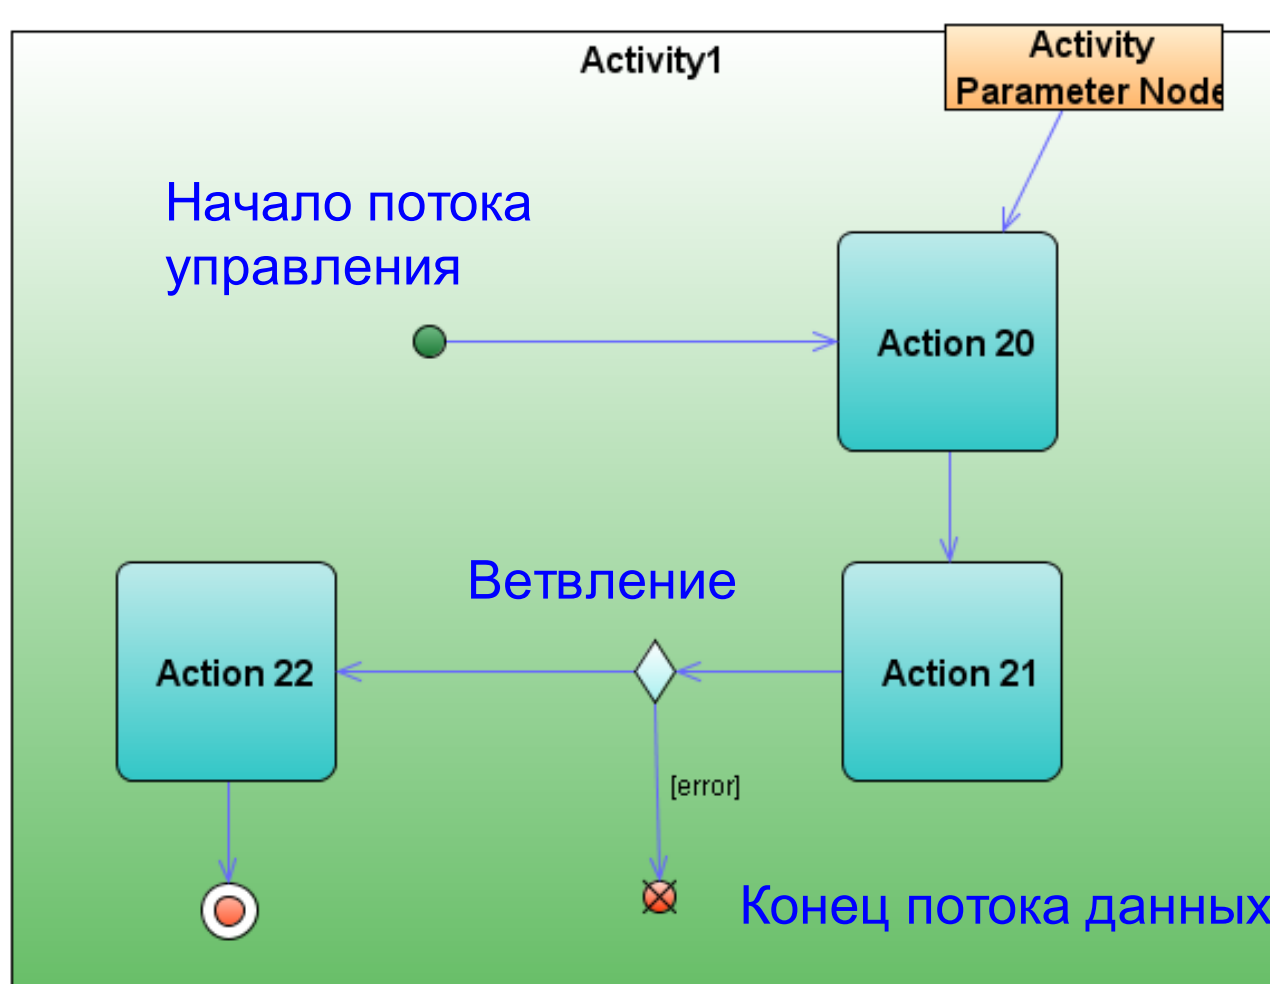 Activity1
Activity
Parameter Node
Начало потока
управления
Action 20
Ветвление
Action 22
Action 21
[error]
Конец потока данных